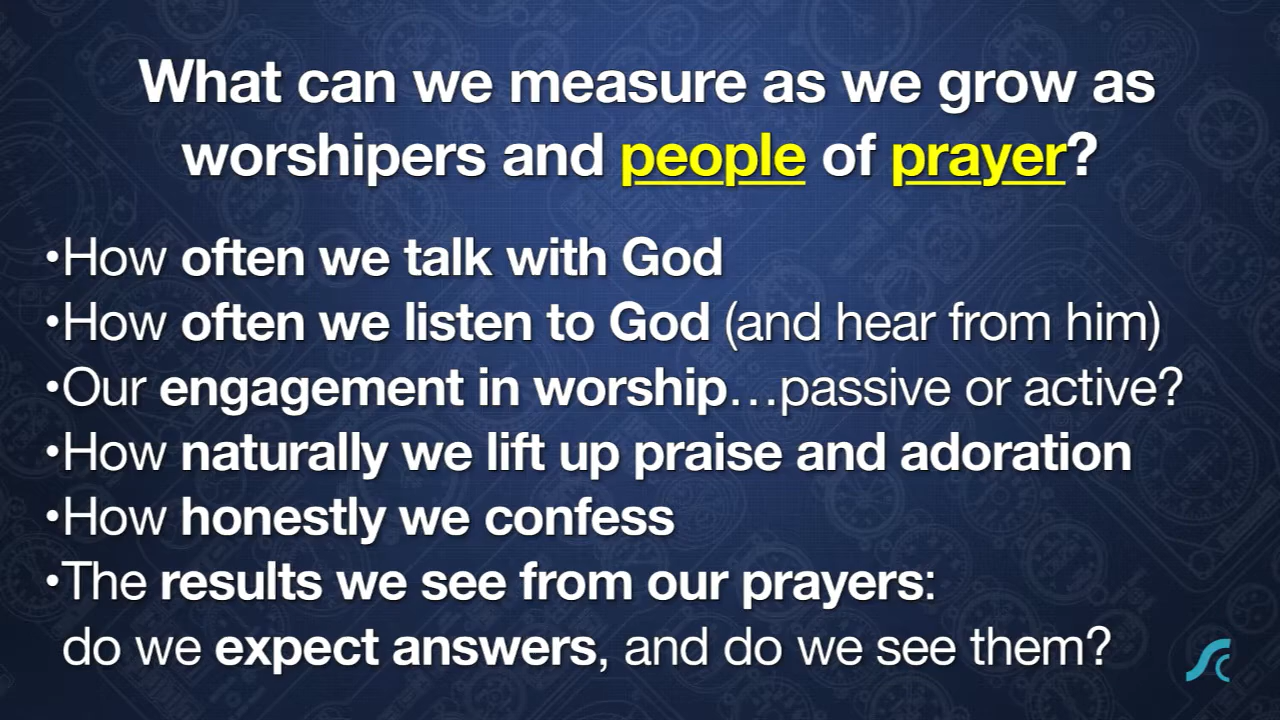 What can we measure as we grow as
worshipers and people of prayer?
•How often we talk with God
•How often we listen to God (and hear from him)
•Our engagement in worship…passive or active?
•How naturally we lift up praise and adoration
•How honestly we confess
•The results we see from our prayers:
do we expect answers, and do we see them?